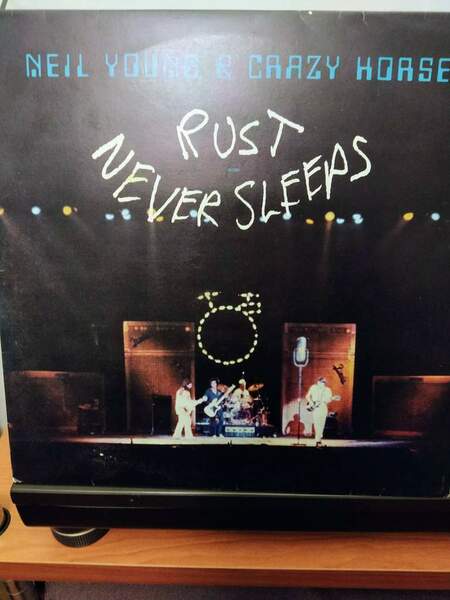 NEIL YOUNG & CRAZY HORSE
RUST
NEVER SLEEPS